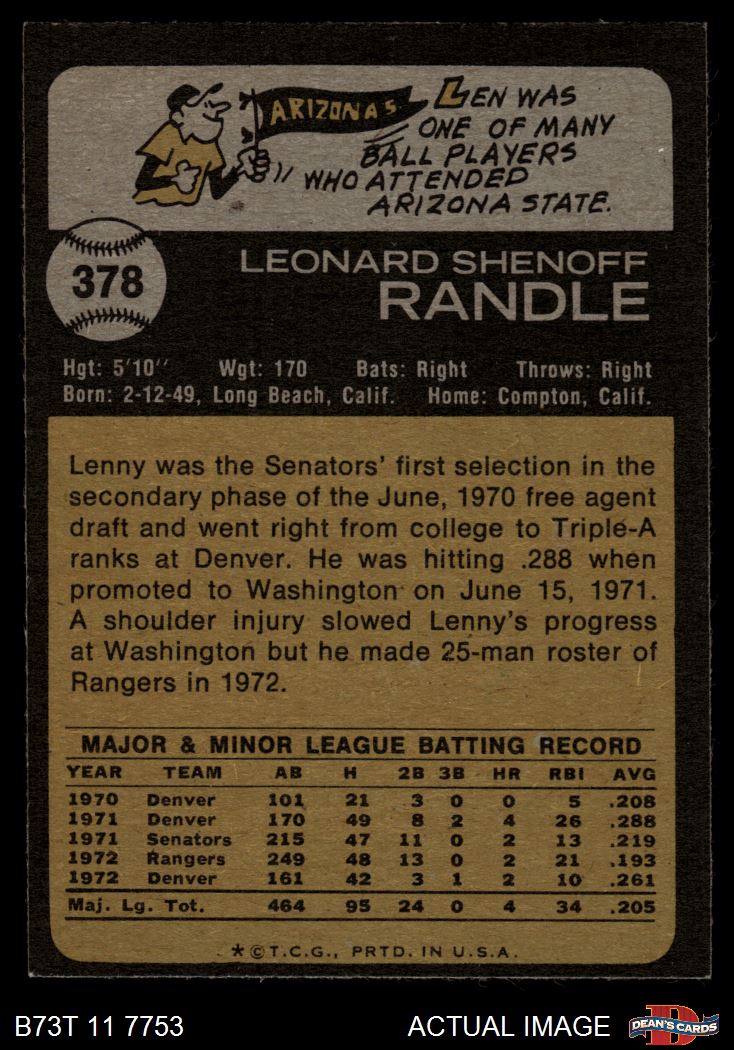 ARIZONA S
LEN WAS
ONE OF MANY
BALL PLAYERS
WHO ATTENDED
ARIZONA STATE.
378
LEONARD SHENOFF
RANDLE
Hgt: 5'10'' Wgt: 170 Bats: Right Throws: Right
Born: 2-12-49, Long Beach, Calif. Home: Compton, Calif.
Lenny was the Senators' first selection in the
secondary phase of the June, 1970 free agent
draft and went right from college to Triple-A
ranks at Denver. He was hitting .288 when
promoted to Washington on June 15, 1971.
A shoulder injury slowed Lenny's progress
at Washington but he made 25-man roster of
Rangers in 1972.
MAJOR & MINOR LEAGUE BATTING RECORD
YEAR TEAM AB H 2B 3B HR RBI AVG
1970 Denver 101 21 3 0 0 5 .208
1971 Denver 170 49 8 2 4 26 .288
1971 Senators 215 47 11 0 2 13 .219
1972 Rangers 249 48 13 0 2 21 .193
1972 Denver 161 42 3 1 2 10 .261
Maj. Lg. Tot. 464 95 24 0 4 34 .205
*©T.C.G., PRTD. IN U.S.A.
B73T 11 7753 ACTUAL IMAGE D DEAN'S CARDS